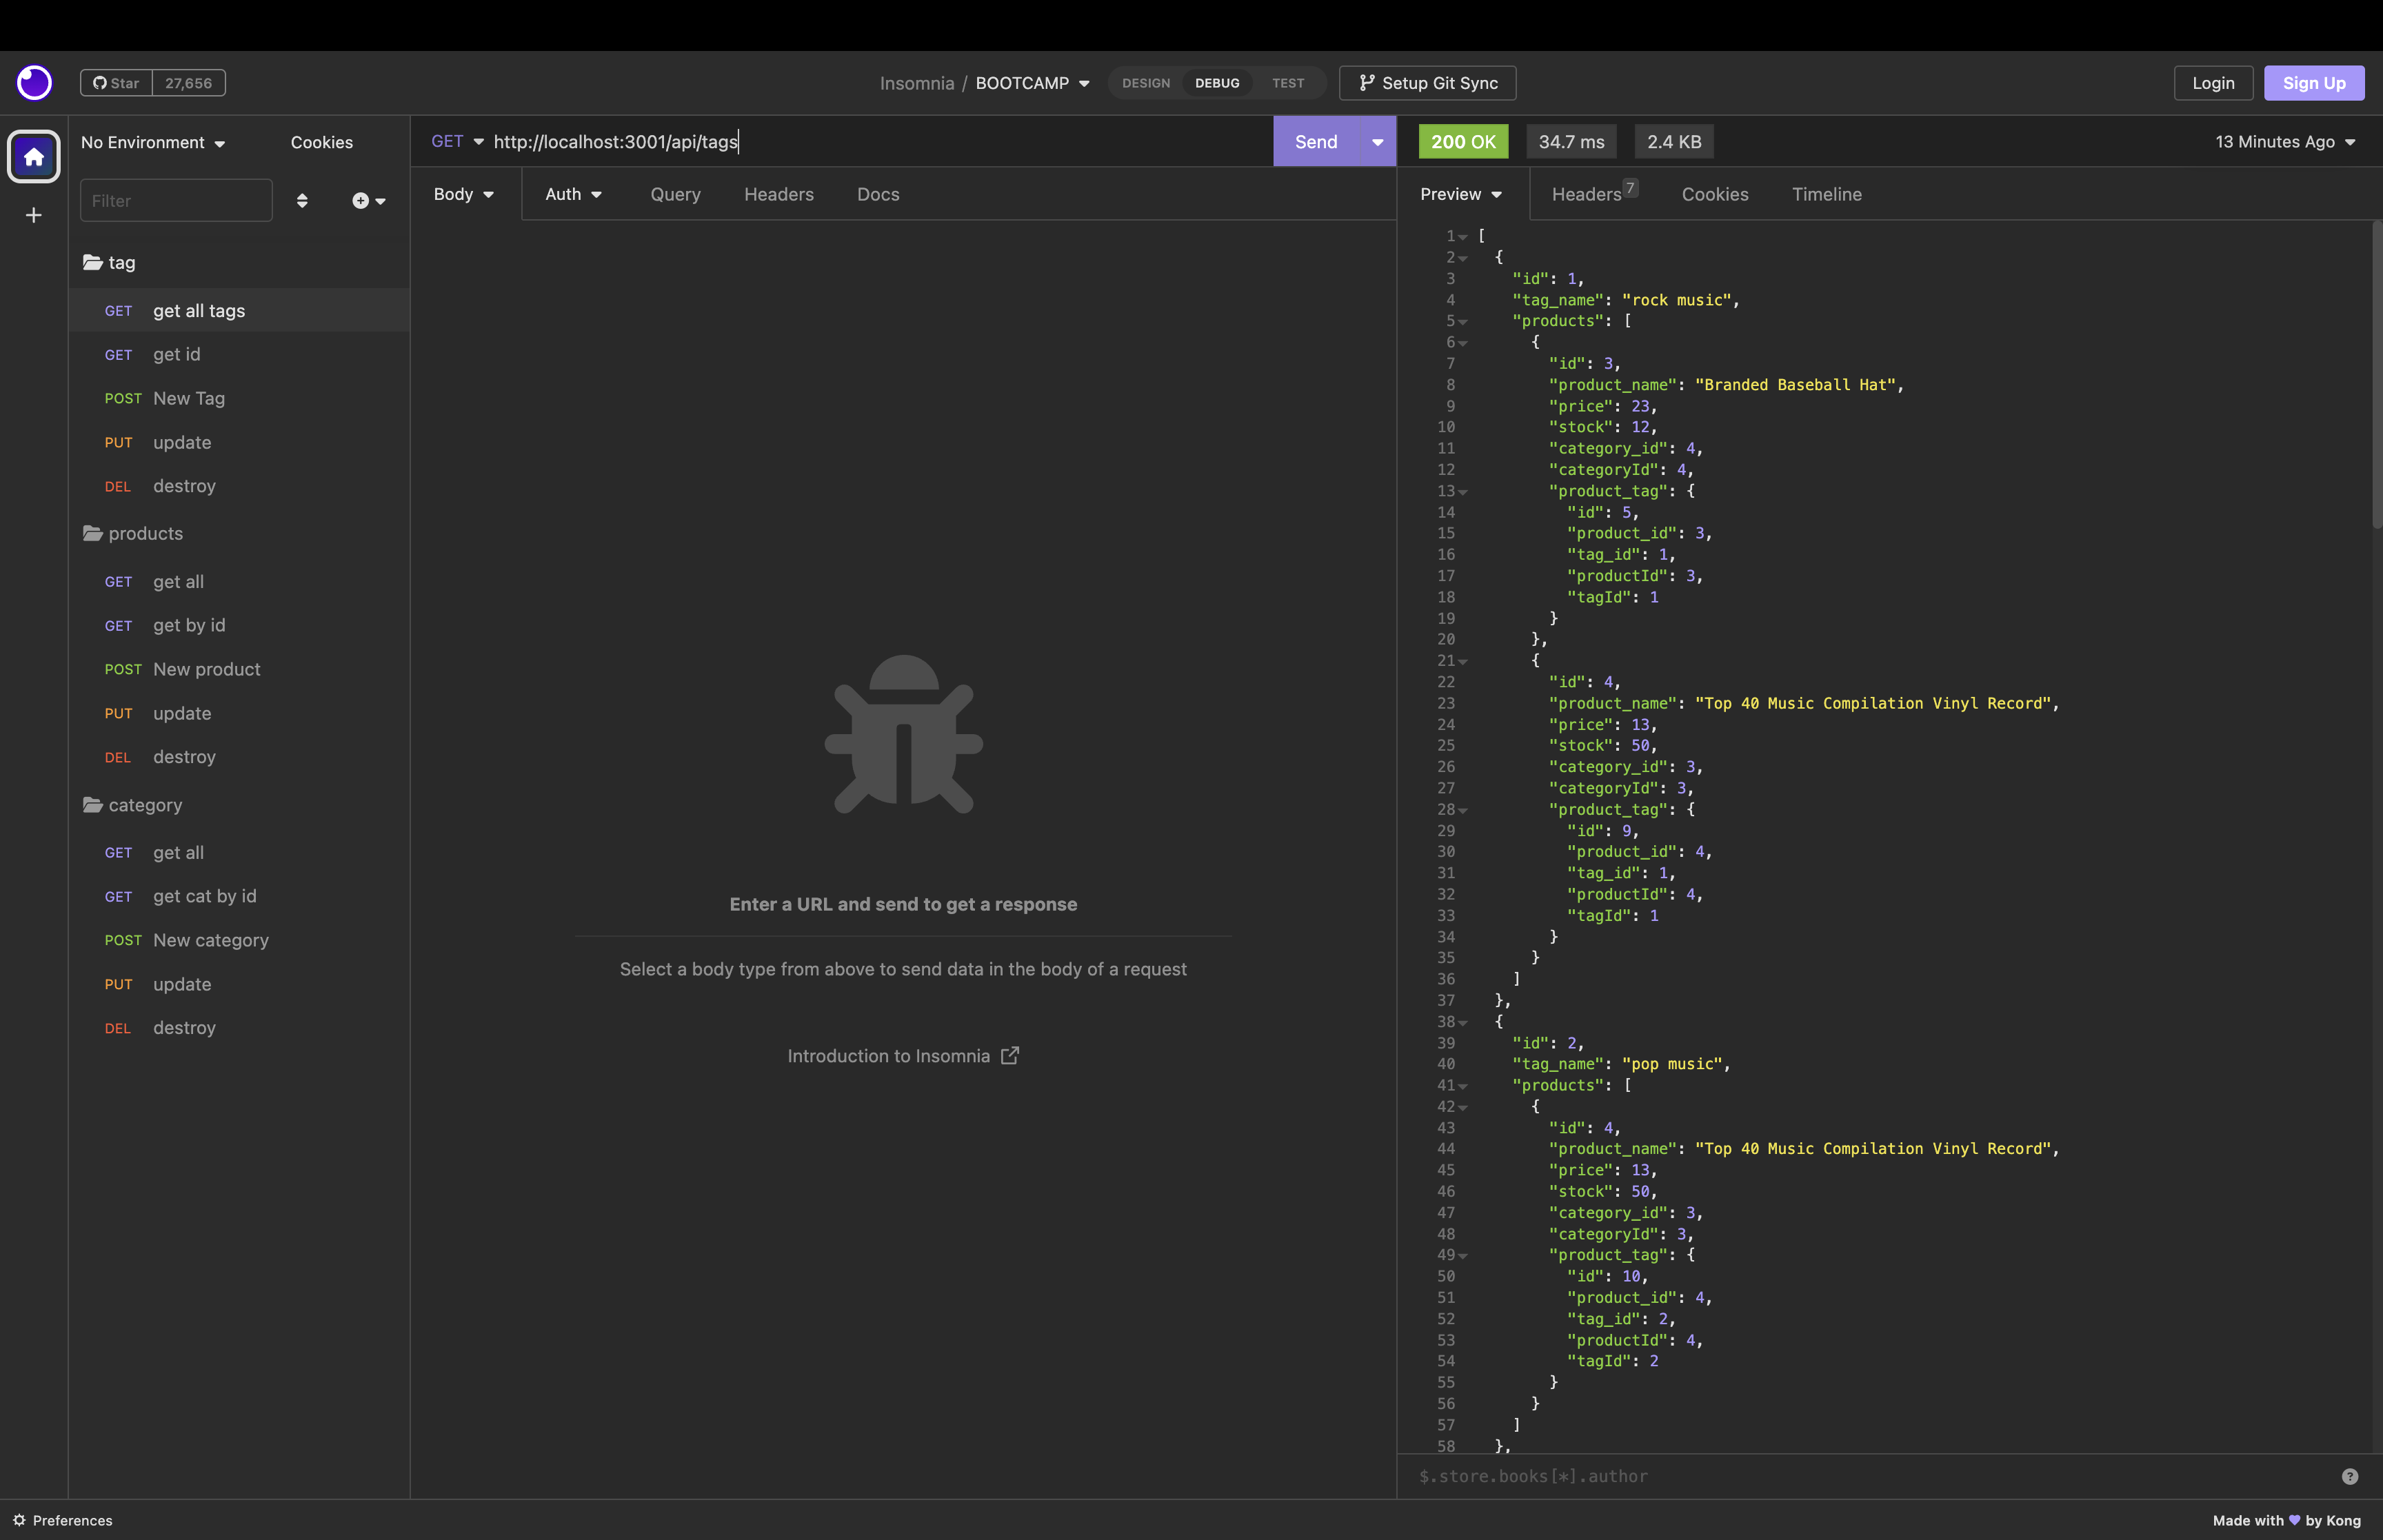 Star 27,656
Insomnia / BOOTCAMP
DESIGN DEBUG TEST
Setup Git Sync
Login
Sign Up
No Environment
Cookies
Filter
tag
GET get all tags
GET get id
POST New Tag
PUT update
DEL destroy
products
GET get all
GET get by id
POST New product
PUT update
DEL destroy
category
GET get all
GET get cat by id
POST New category
PUT update
DEL destroy
GET http://localhost:3001/api/tags
Send
Body Auth Query Headers Docs
Enter a URL and send to get a response
Select a body type from above to send data in the body of a request
Introduction to Insomnia
200 OK 34.7 ms 2.4 KB 13 Minutes Ago
Preview Headers 7 Cookies Timeline
1 [
2 {
3 "id": 1,
4 "tag_name": "rock music",
5 "products": [
6 {
7 "id": 3,
8 "product_name": "Branded Baseball Hat",
9 "price": 23,
10 "stock": 12,
11 "category_id": 4,
12 "categoryId": 4,
13 "product_tag": {
14 "id": 5,
15 "product_id": 3,
16 "tag_id": 1,
17 "productId": 3,
18 "tagId": 1
19 }
20 },
21 {
22 "id": 4,
23 "product_name": "Top 40 Music Compilation Vinyl Record",
24 "price": 13,
25 "stock": 50,
26 "category_id": 3,
27 "categoryId": 3,
28 "product_tag": {
29 "id": 9,
30 "product_id": 4,
31 "tag_id": 1,
32 "productId": 4,
33 "tagId": 1
34 }
35 }
36 ]
37 },
38 {
39 "id": 2,
40 "tag_name": "pop music",
41 "products": [
42 {
43 "id": 4,
44 "product_name": "Top 40 Music Compilation Vinyl Record",
45 "price": 13,
46 "stock": 50,
47 "category_id": 3,
48 "categoryId": 3,
49 "product_tag": {
50 "id": 10,
51 "product_id": 4,
52 "tag_id": 2,
53 "productId": 4,
54 "tagId": 2
55 }
56 }
57 ]
58 },
$.store.books[*].author
Preferences
Made with 💜 by Kong